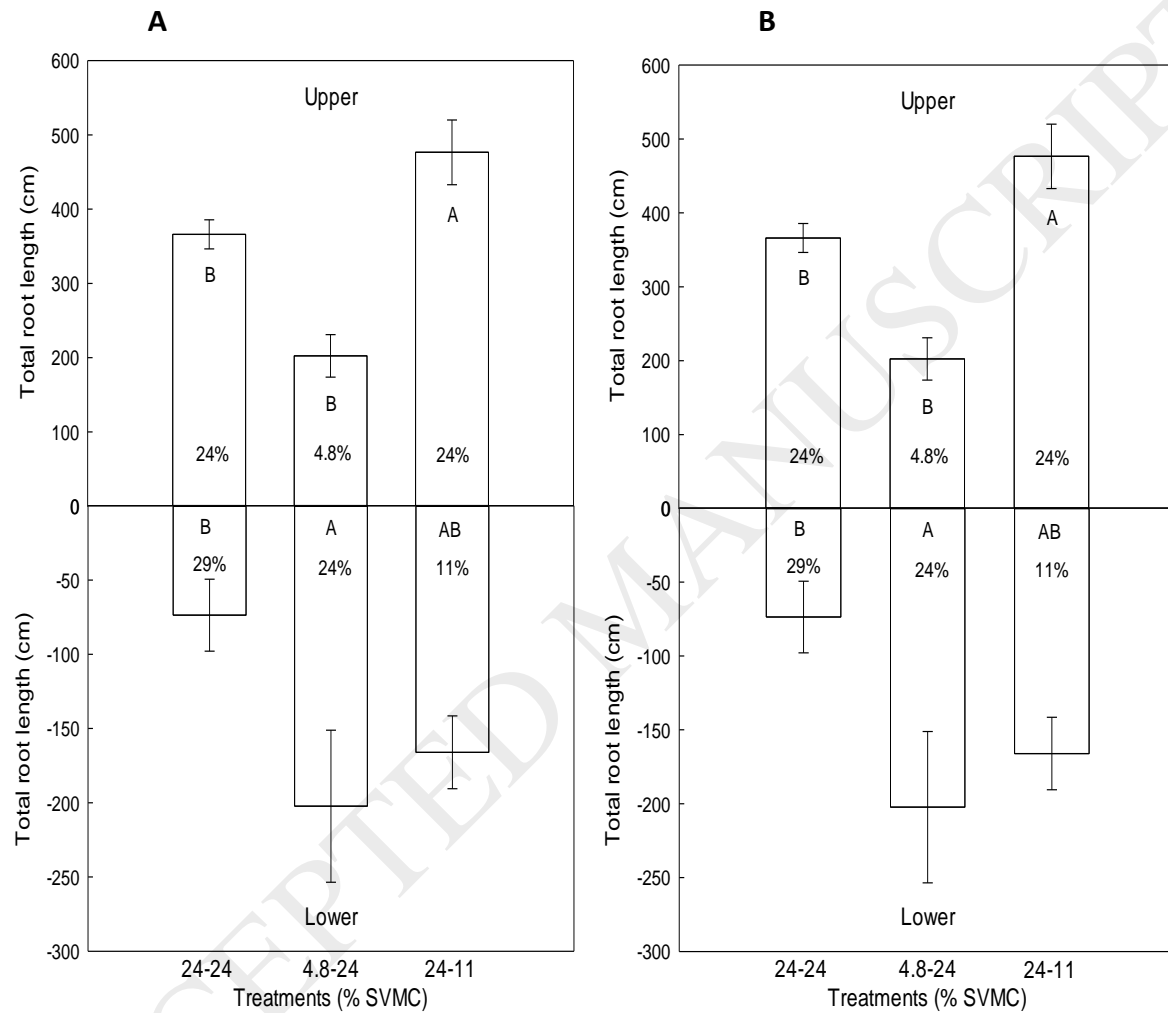 A
600
Upper
500
Total root length (cm)
400
A
300
B
200
B
100
24%
4.8%
24%
0
B
A
AB
29%
24%
11%
-50
-100
Total root length (cm)
-150
-200
-250
Lower
-300
24-24
4.8-24
24-11
Treatments (% SVMC)
B
600
Upper
500
Total root length (cm)
400
A
300
B
200
B
100
24%
4.8%
24%
0
B
A
AB
29%
24%
11%
-50
-100
Total root length (cm)
-150
-200
-250
Lower
-300
24-24
4.8-24
24-11
Treatments (% SVMC)
CEPTED MANUSCRIPT